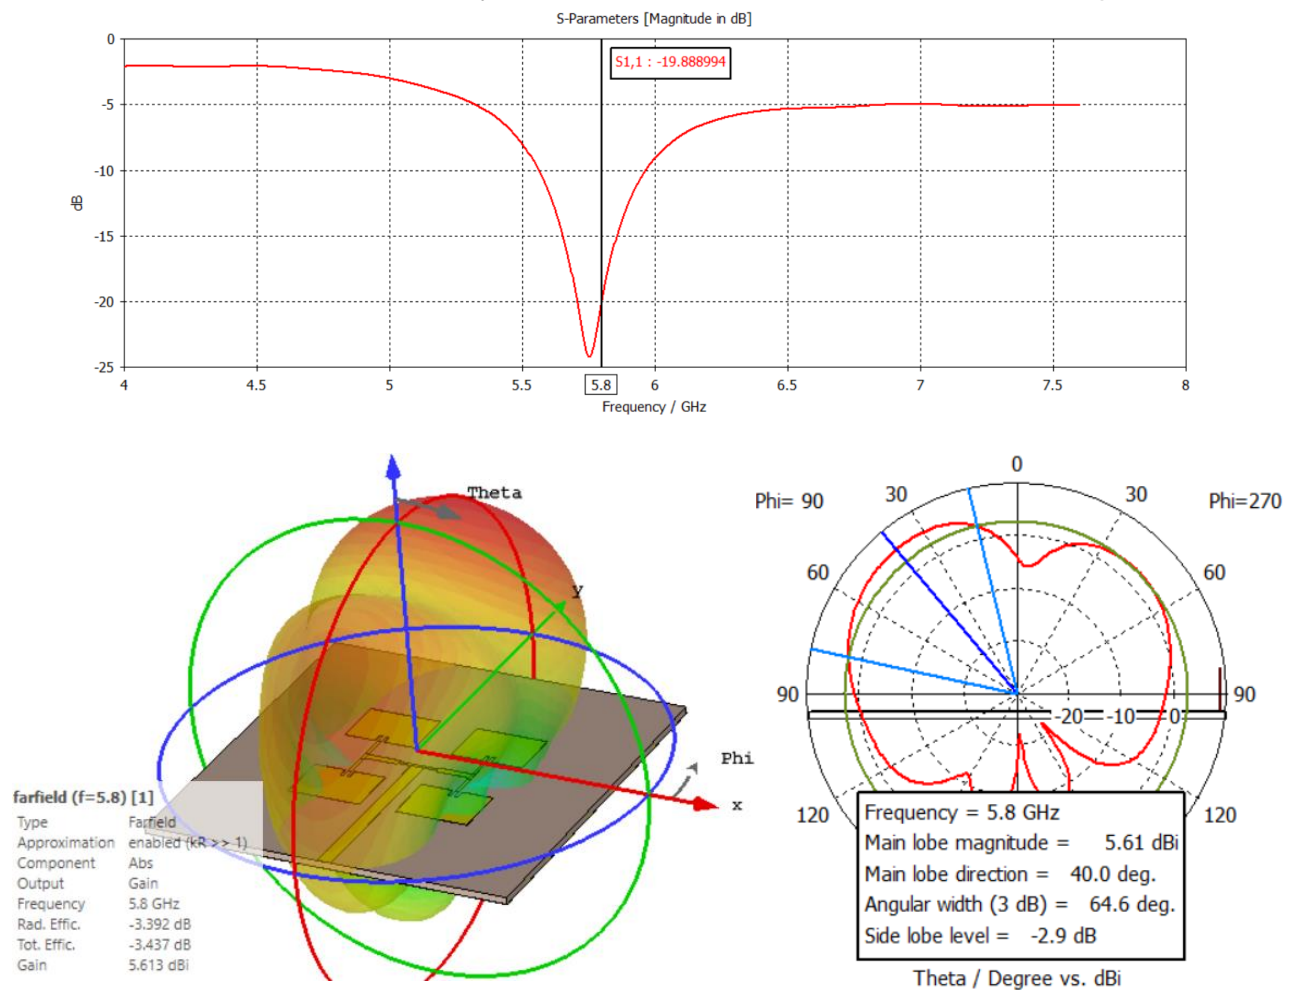 S-Parameters [Magnitude in dB]
0
-5
-10
-15
-20
-25
dB
S1,1 : -19.888994
4
4.5
5
5.5
5.8
6
6.5
7
7.5
8
Frequency / GHz
Theta
y
Phi
x
farfield (f=5.8) [1]
Type Farfield
Approximation enabled (kR >> 1)
Component Abs
Output Gain
Frequency 5.8 GHz
Rad. Effic. -3.392 dB
Tot. Effic. -3.437 dB
Gain 5.613 dBi
0
Phi= 90
30
30
Phi=270
60
60
90
90
-20
-10
0
120
120
Frequency = 5.8 GHz
Main lobe magnitude = 5.61 dBi
Main lobe direction = 40.0 deg.
Angular width (3 dB) = 64.6 deg.
Side lobe level = -2.9 dB
Theta / Degree vs. dBi